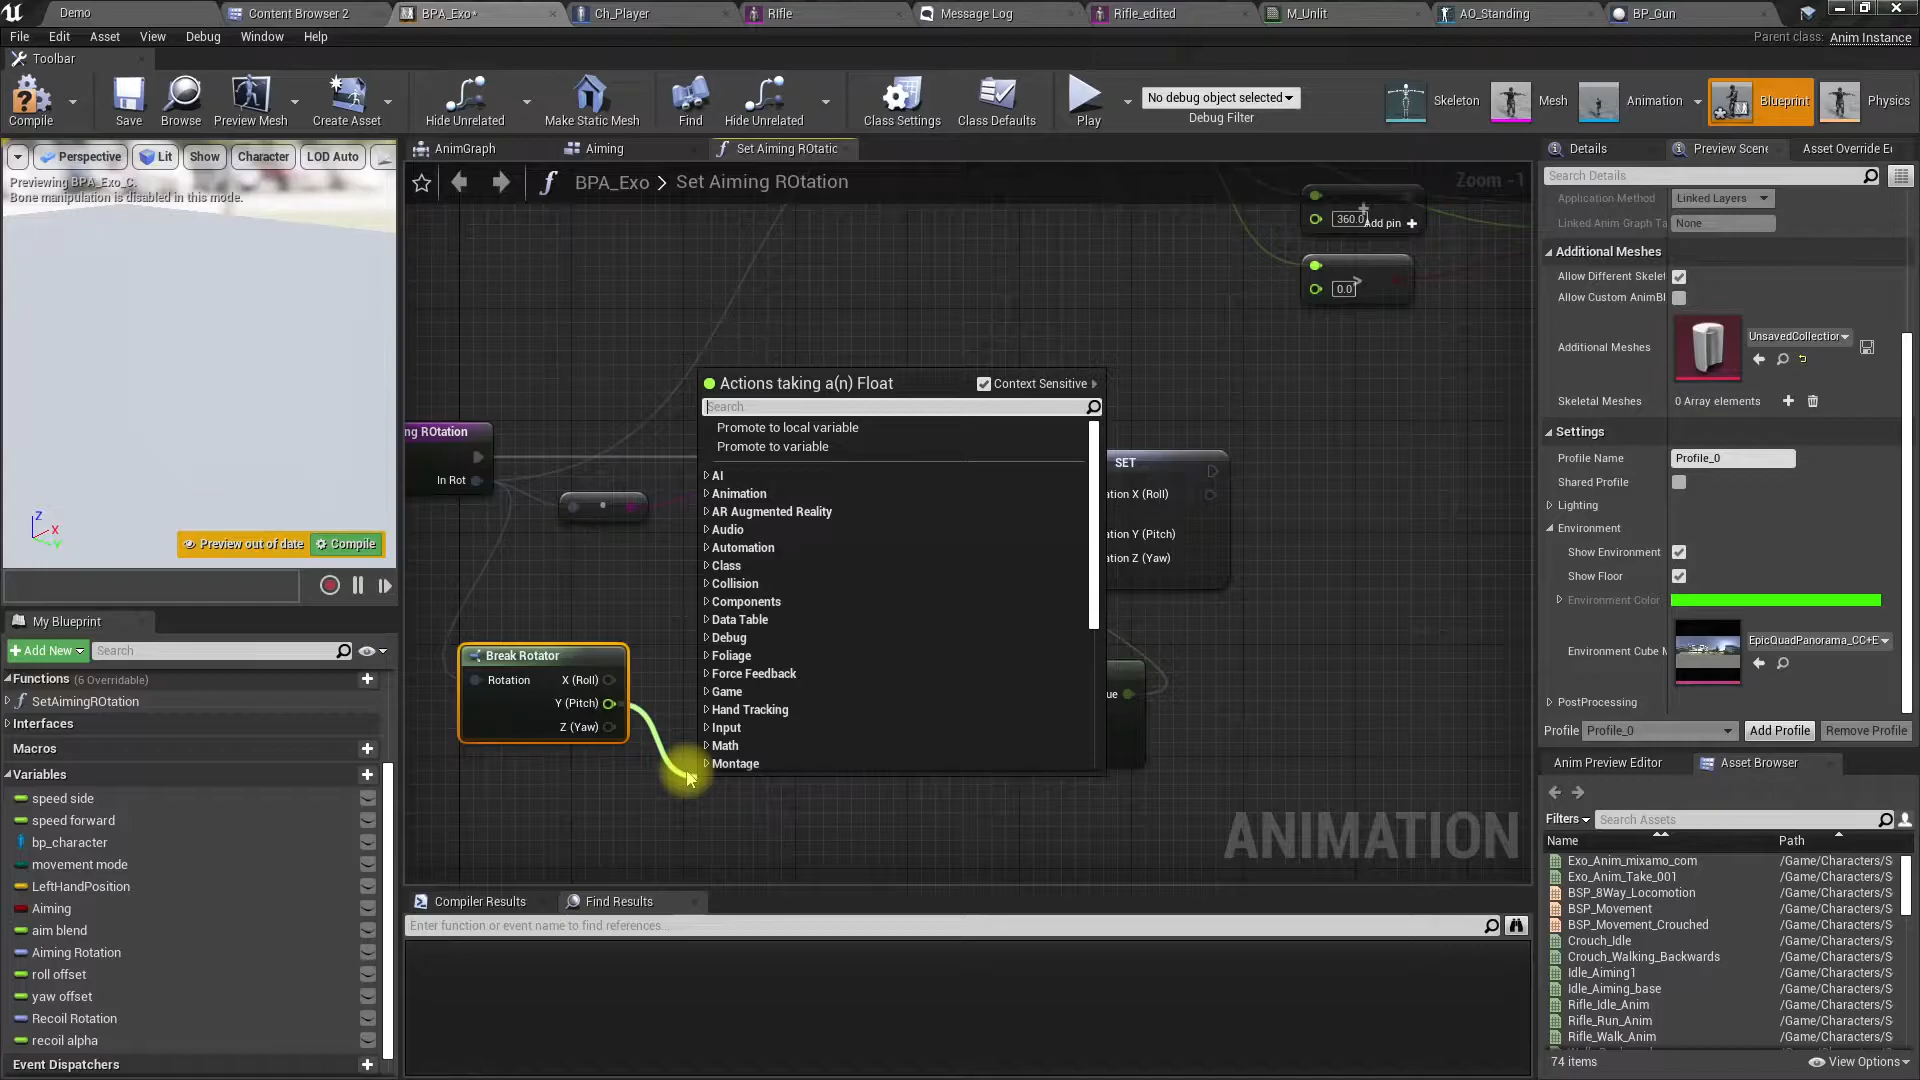 Demo
Content Browser 2
BPA_Exo*
Ch_Player
RIfle
Message Log
Rifle_edited
M_Unlit
AO_Standing
BP_Gun
File Edit Asset View Debug Window Help
Parent class: Anim Instance
Toolbar
Compile
Save
Browse
Preview Mesh
Create Asset
Hide Unrelated
Make Static Mesh
Find
Hide Unrelated
Class Settings
Class Defaults
Play
No debug object selected
Debug Filter
Skeleton
Mesh
Animation
Blueprint
Physics
Perspective
Lit
Show
Character
LOD Auto
Previewing BPA_Exo_C.
Bone manipulation is disabled in this mode.
Z
X
Y
Preview out of date
Compile
AnimGraph
Aiming
Set Aiming ROtatic
BPA_Exo > Set Aiming ROtation
Zoom -1
360.0
Add pin +
>
0.0
ng ROtation
In Rot
Actions taking a(n) Float
Context Sensitive
Search
Promote to local variable
Promote to variable
AI
Animation
AR Augmented Reality
Audio
Automation
Class
Collision
Components
Data Table
Debug
Foliage
Force Feedback
Game
Hand Tracking
Input
Math
Montage
SET
ation X (Roll)
ation Y (Pitch)
ation Z (Yaw)
ue
Break Rotator
Rotation
X (Roll)
Y (Pitch)
Z (Yaw)
ANIMATION
My Blueprint
Add New
Search
Functions (6 Overridable)
SetAimingROtation
Interfaces
Macros
Variables
speed side
speed forward
bp_character
movement mode
LeftHandPosition
Aiming
aim blend
Aiming Rotation
roll offset
yaw offset
Recoil Rotation
recoil alpha
Event Dispatchers
Compiler Results
Find Results
Enter function or event name to find references...
Details
Preview Scene
Asset Override Ec
Search Details
Application Method
Linked Layers
Linked Anim Graph Ta
None
Additional Meshes
Allow Different Skelet
Allow Custom AnimBl
Additional Meshes
UnsavedCollection
Skeletal Meshes
0 Array elements
Settings
Profile Name
Profile_0
Shared Profile
Lighting
Environment
Show Environment
Show Floor
Environment Color
Environment Cube M
EpicQuadPanorama_CC+E
PostProcessing
Profile
Profile_0
Add Profile
Remove Profile
Anim Preview Editor
Asset Browser
Filters
Search Assets
Name
Path
Exo_Anim_mixamo_com /Game/Characters/S
Exo_Anim_Take_001 /Game/Characters/S
BSP_8Way_Locomotion /Game/Characters/S
BSP_Movement /Game/Characters/S
BSP_Movement_Crouched /Game/Characters/S
Crouch_Idle /Game/Characters/S
Crouch_Walking_Backwards /Game/Characters/S
Idle_Aiming1 /Game/Characters/S
Idle_Aiming_base /Game/Characters/S
Rifle_Idle_Anim /Game/Characters/S
Rifle_Run_Anim /Game/Characters/S
Rifle_Walk_Anim /Game/Characters/S
74 items
View Options